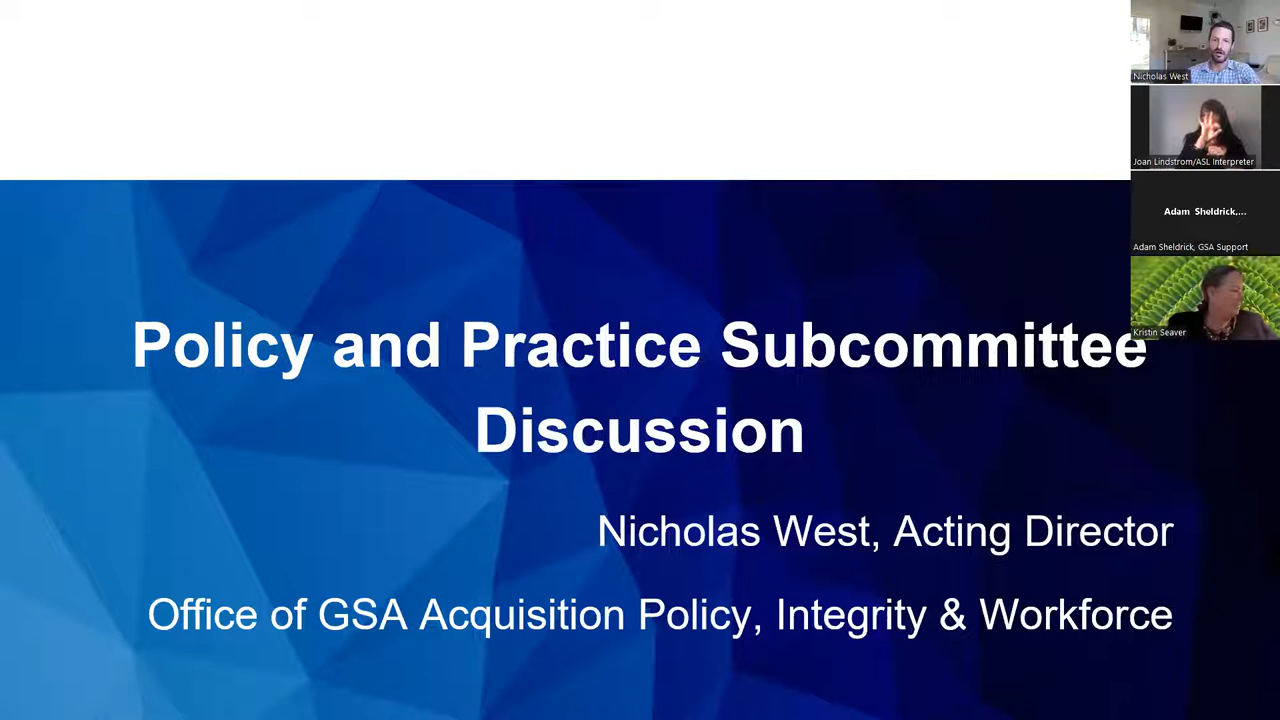 Policy and Practice Subcommittee
Discussion
Nicholas West, Acting Director
Office of GSA Acquisition Policy, Integrity & Workforce
Nicholas West
Joan Lindstrom/ASL Interpreter
Adam Sheldrick,...
Adam Sheldrick, GSA Support
Kristin Seaver